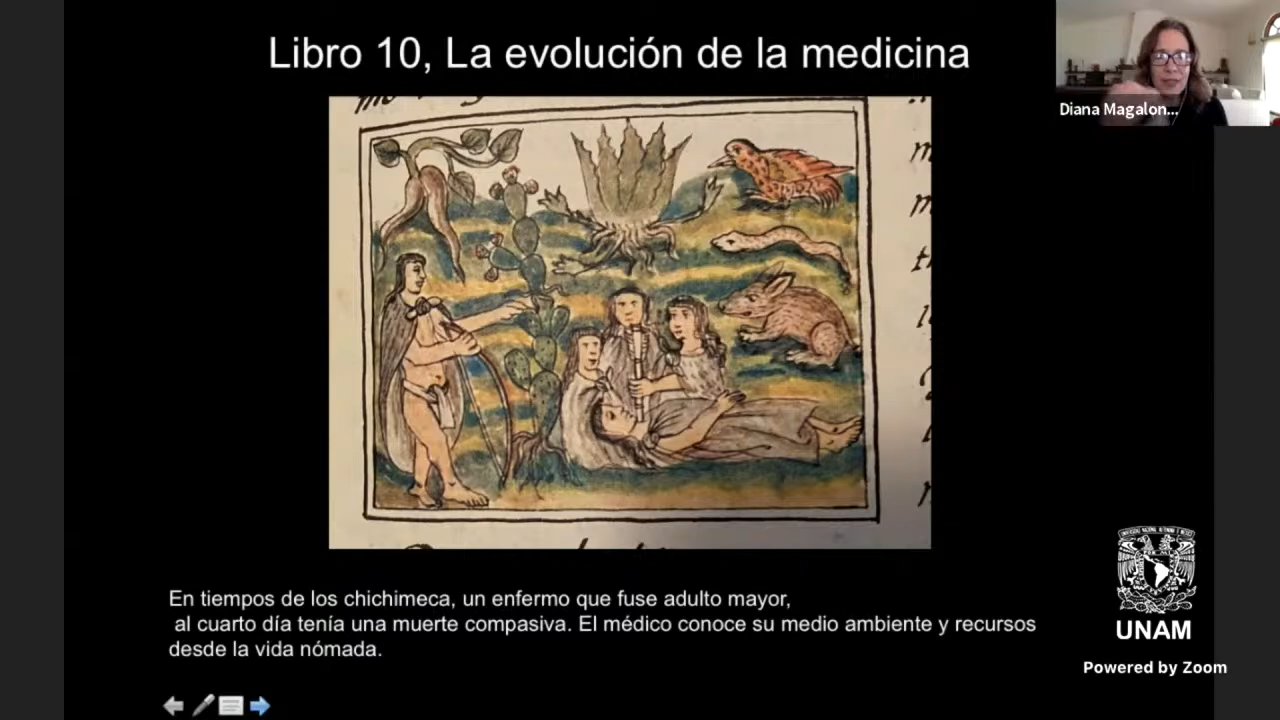 Libro 10, La evolución de la medicina
Diana Magalon...
En tiempos de los chichimeca, un enfermo que fuse adulto mayor,
al cuarto día tenía una muerte compasiva. El médico conoce su medio ambiente y recursos
desde la vida nómada.
UNAM
Powered by Zoom